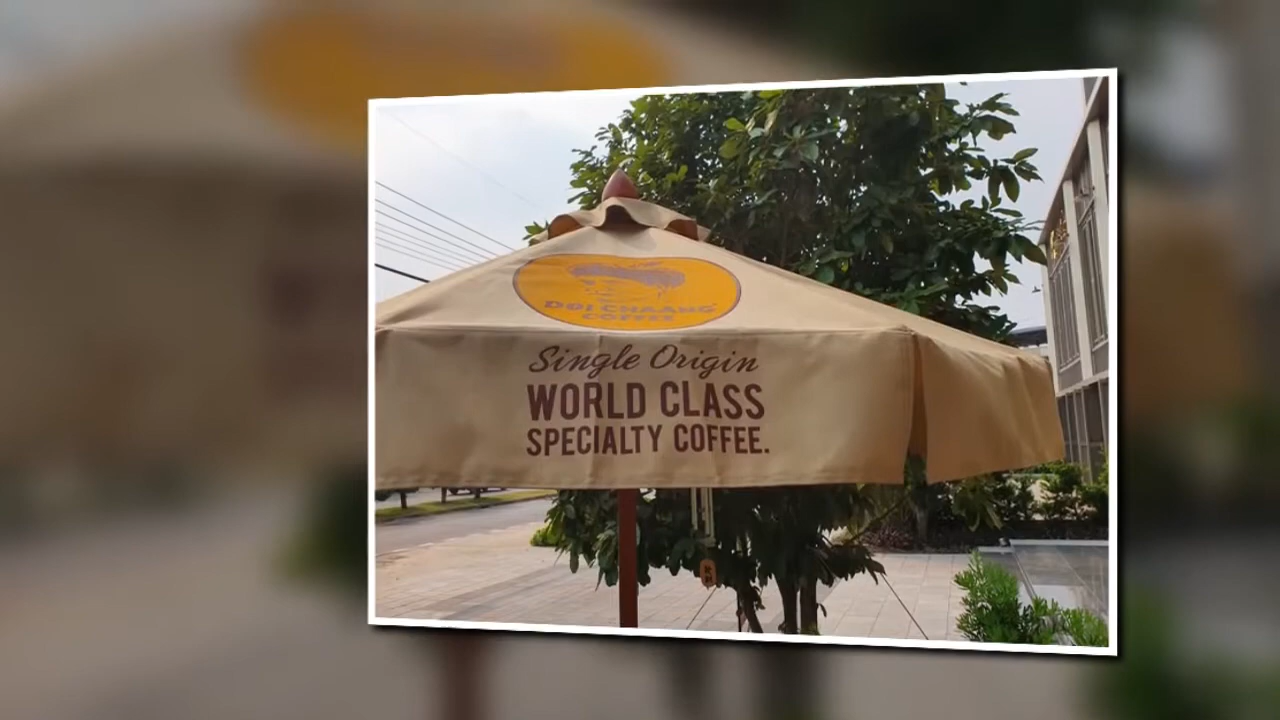 DOI CHAANG
COFFEE
Single Origin
WORLD CLASS
SPECIALTY COFFEE.